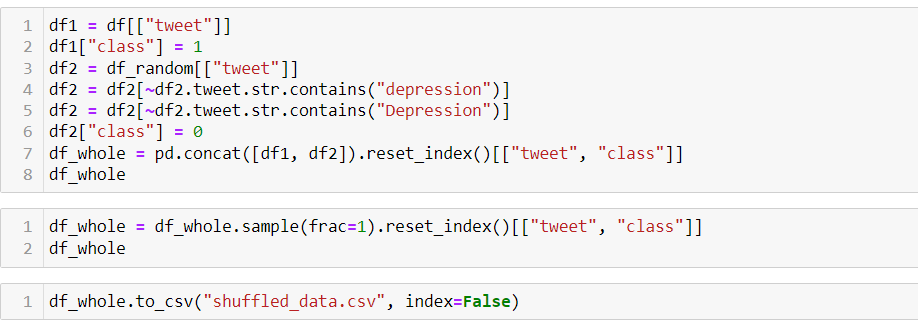 1 df1 = df[["tweet"]]
2 df1["class"] = 1
3 df2 = df_random[["tweet"]]
4 df2 = df2[~df2.tweet.str.contains("depression")]
5 df2 = df2[~df2.tweet.str.contains("Depression")]
6 df2["class"] = 0
7 df_whole = pd.concat([df1, df2]).reset_index()[["tweet", "class"]]
8 df_whole
1 df_whole = df_whole.sample(frac=1).reset_index()[["tweet", "class"]]
2 df_whole
1 df_whole.to_csv("shuffled_data.csv", index=False)